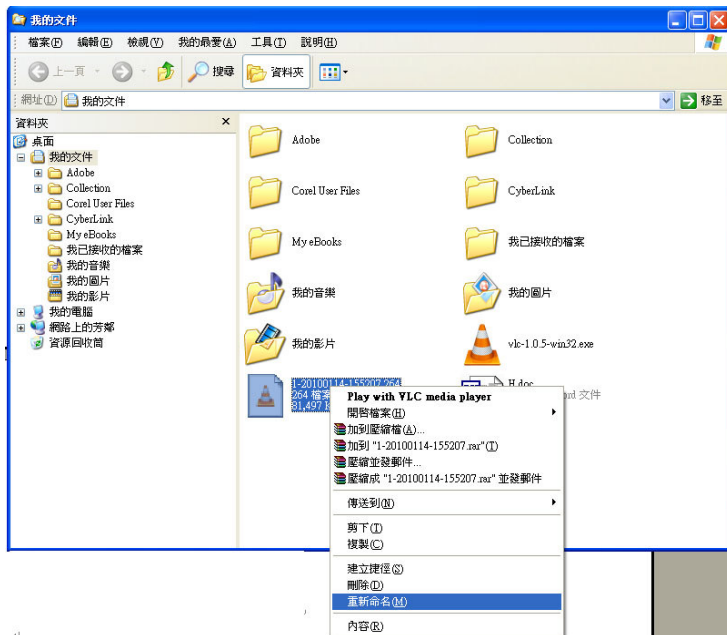 我的文件
檔案(F) 編輯(E) 檢視(V) 我的最愛(A) 工具(T) 說明(H)
上一頁 搜尋 資料夾
網址(D) 我的文件 移至
資料夾 ×
桌面
我的文件
Adobe
Collection
Corel User Files
CyberLink
My eBooks
我已接收的檔案
我的音樂
我的圖片
我的影片
我的電腦
網路上的芳鄰
資源回收筒
Adobe Collection
Corel User Files CyberLink
My eBooks 我已接收的檔案
我的音樂 我的圖片
我的影片 vlc-1.0.5-win32.exe
1-20100114-155207.264 H.doc
264 檔案 文件
31,497
Play with VLC media player
開啓檔案(H)
加到壓縮檔(A)...
加到 "1-20100114-155207.rar"(T)
壓縮並發郵件...
壓縮成 "1-20100114-155207.rar" 並發郵件
傳送到(N)
剪下(T)
複製(C)
建立捷徑(S)
刪除(D)
重新命名(M)
內容(R)